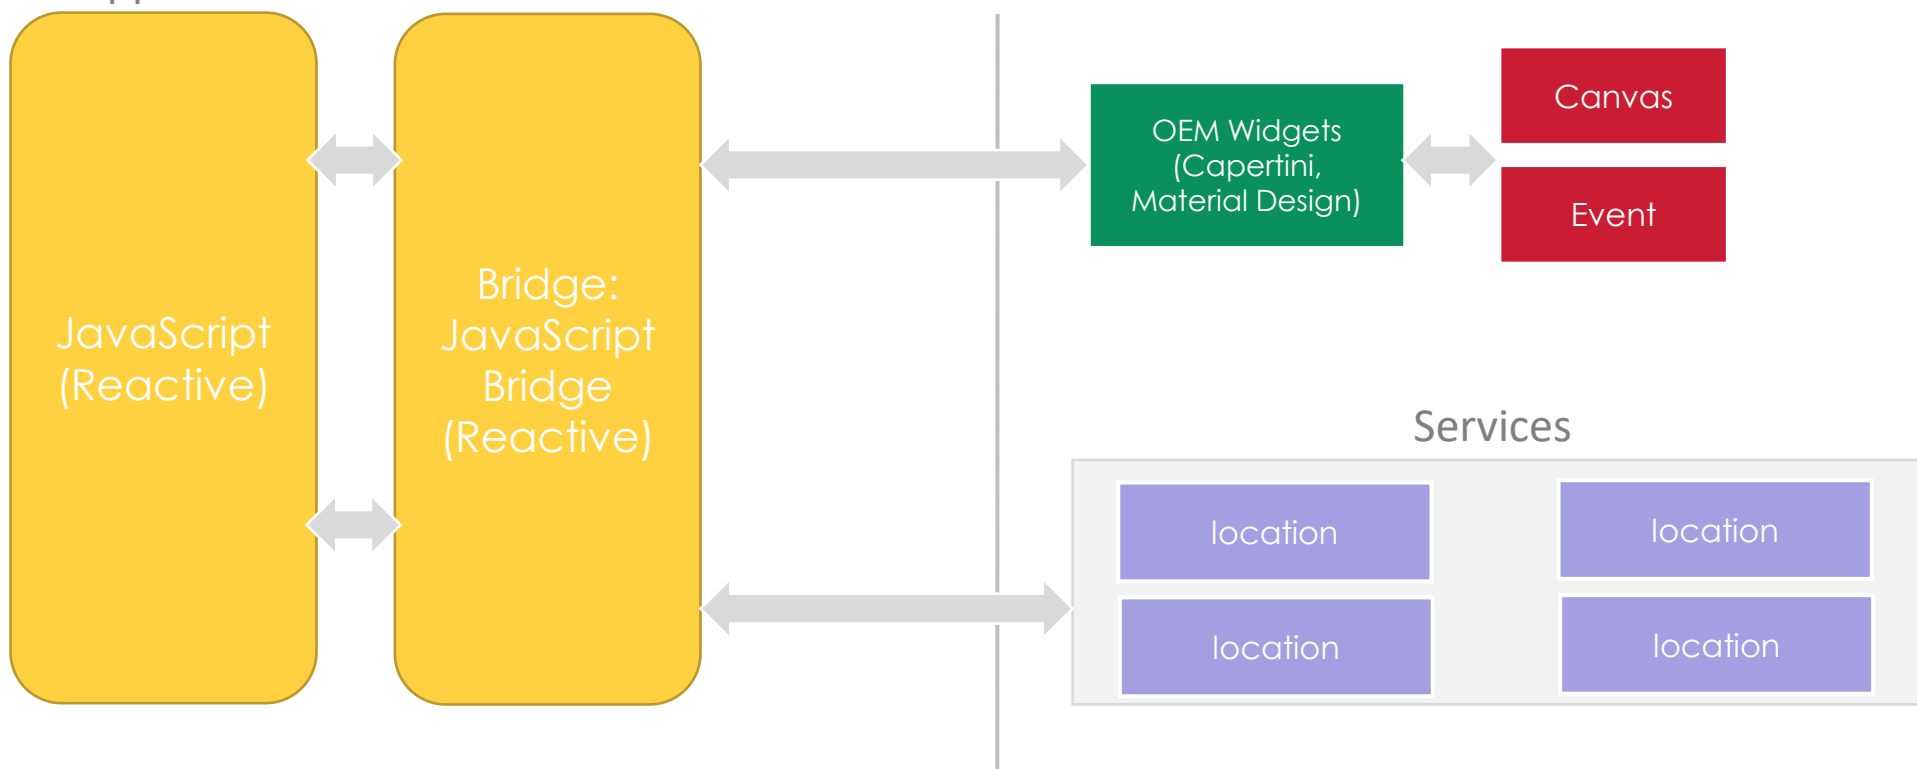 JavaScript
(Reactive)
Bridge:
JavaScript
Bridge
(Reactive)
OEM Widgets
(Capertini,
Material Design)
Canvas
Event
Services
location
location
location
location